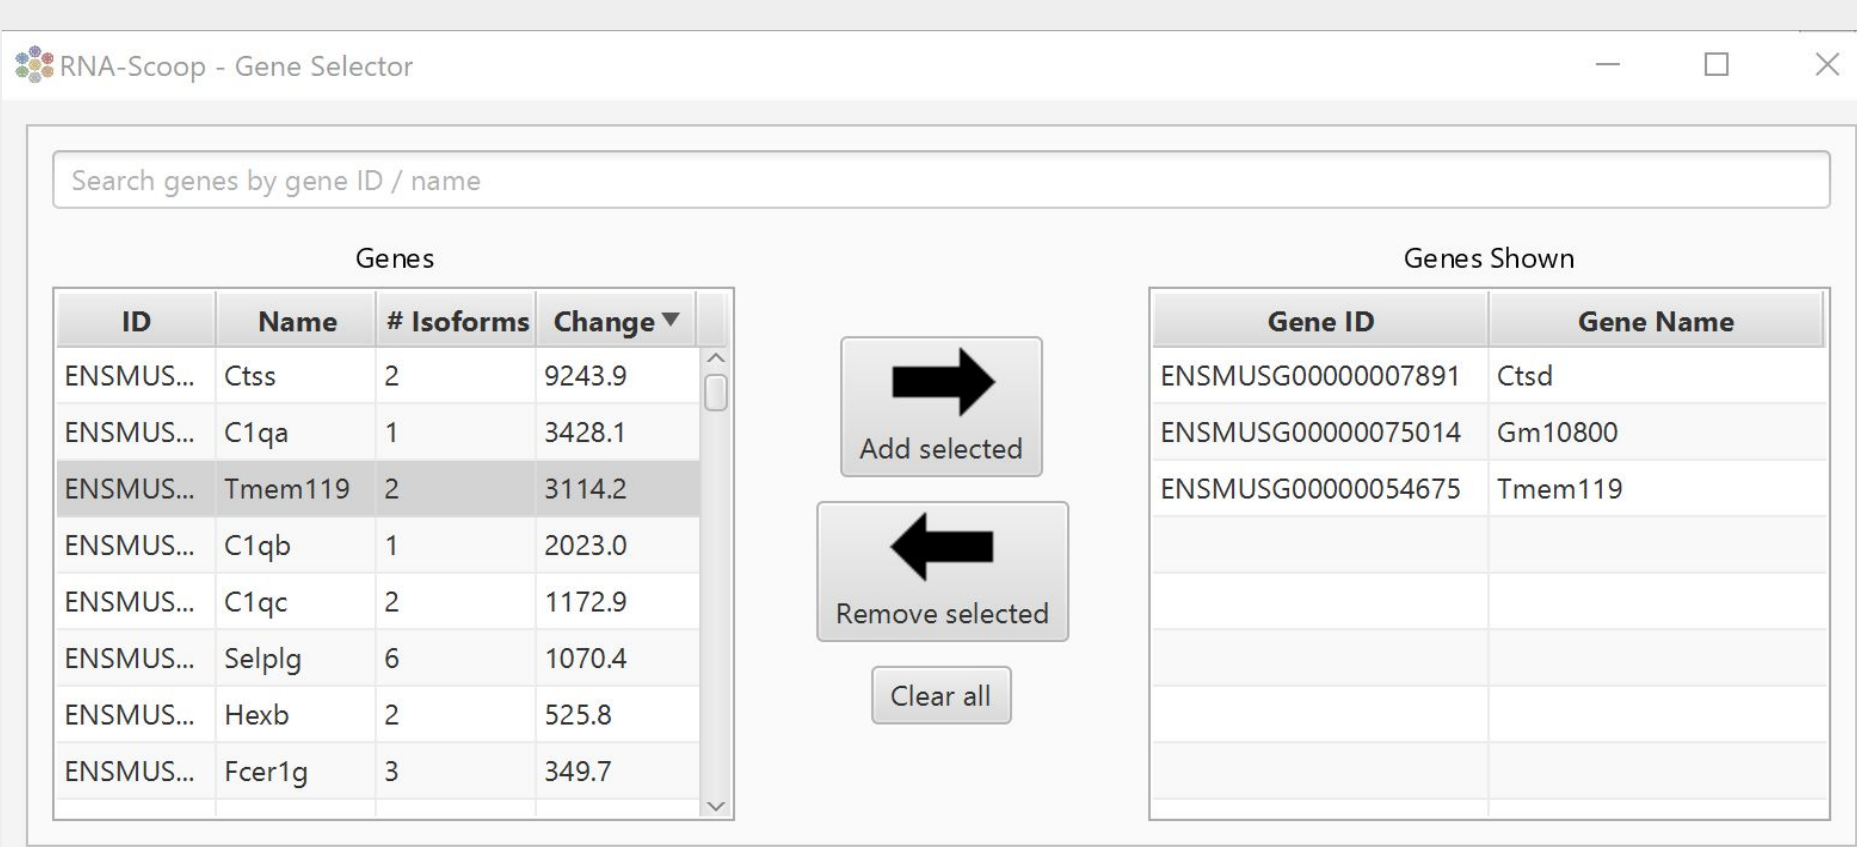 RNA-Scoop - Gene Selector
Search genes by gene ID / name
Genes
ID Name # Isoforms Change
ENSMUS... Ctss 2 9243.9
ENSMUS... C1qa 1 3428.1
ENSMUS... Tmem119 2 3114.2
ENSMUS... C1qb 1 2023.0
ENSMUS... C1qc 2 1172.9
ENSMUS... Selplg 6 1070.4
ENSMUS... Hexb 2 525.8
ENSMUS... Fcer1g 3 349.7
Add selected
Remove selected
Clear all
Genes Shown
Gene ID Gene Name
ENSMUSG00000007891 Ctsd
ENSMUSG00000075014 Gm10800
ENSMUSG00000054675 Tmem119